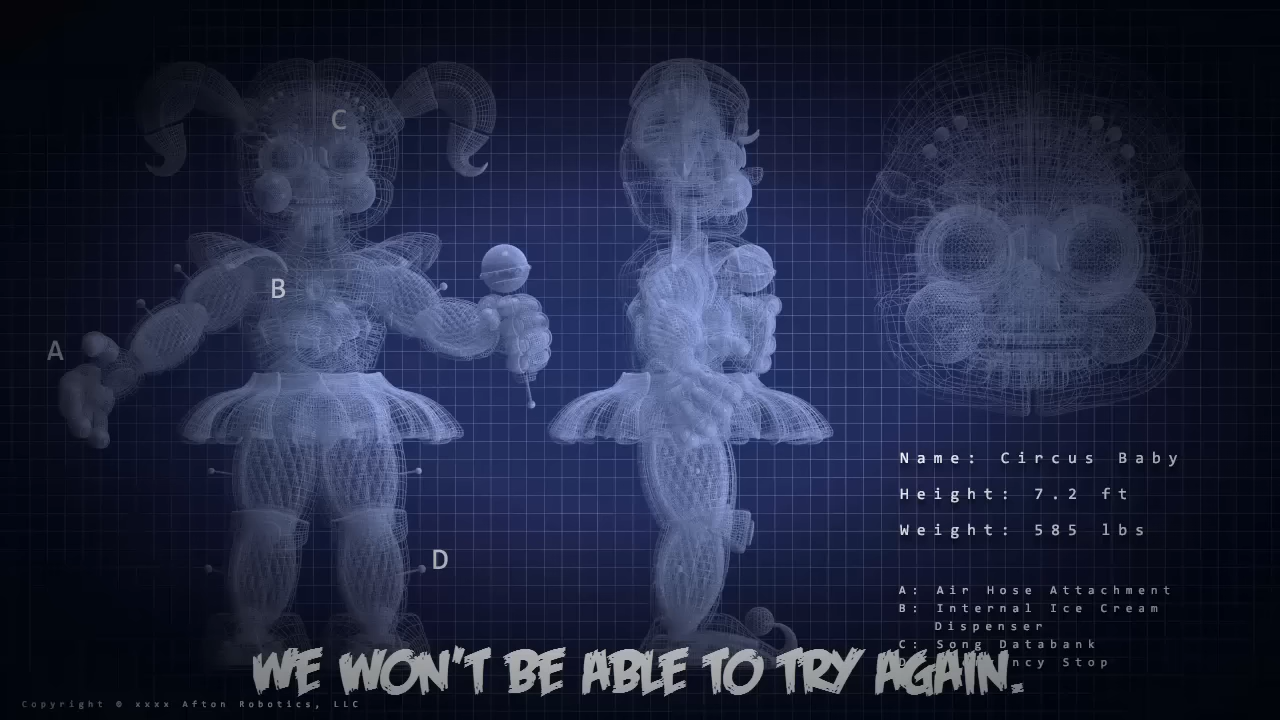 C
B
A
D
Name: Circus Baby
Height: 7.2 ft
Weight: 585 lbs
A: Air Hose Attachment
B: Internal Ice Cream
Dispenser
C: Song Databank
Stop
WE WON'T BE ABLE TO TRY AGAIN.
Copyright © xxxx Afton Robotics, LLC